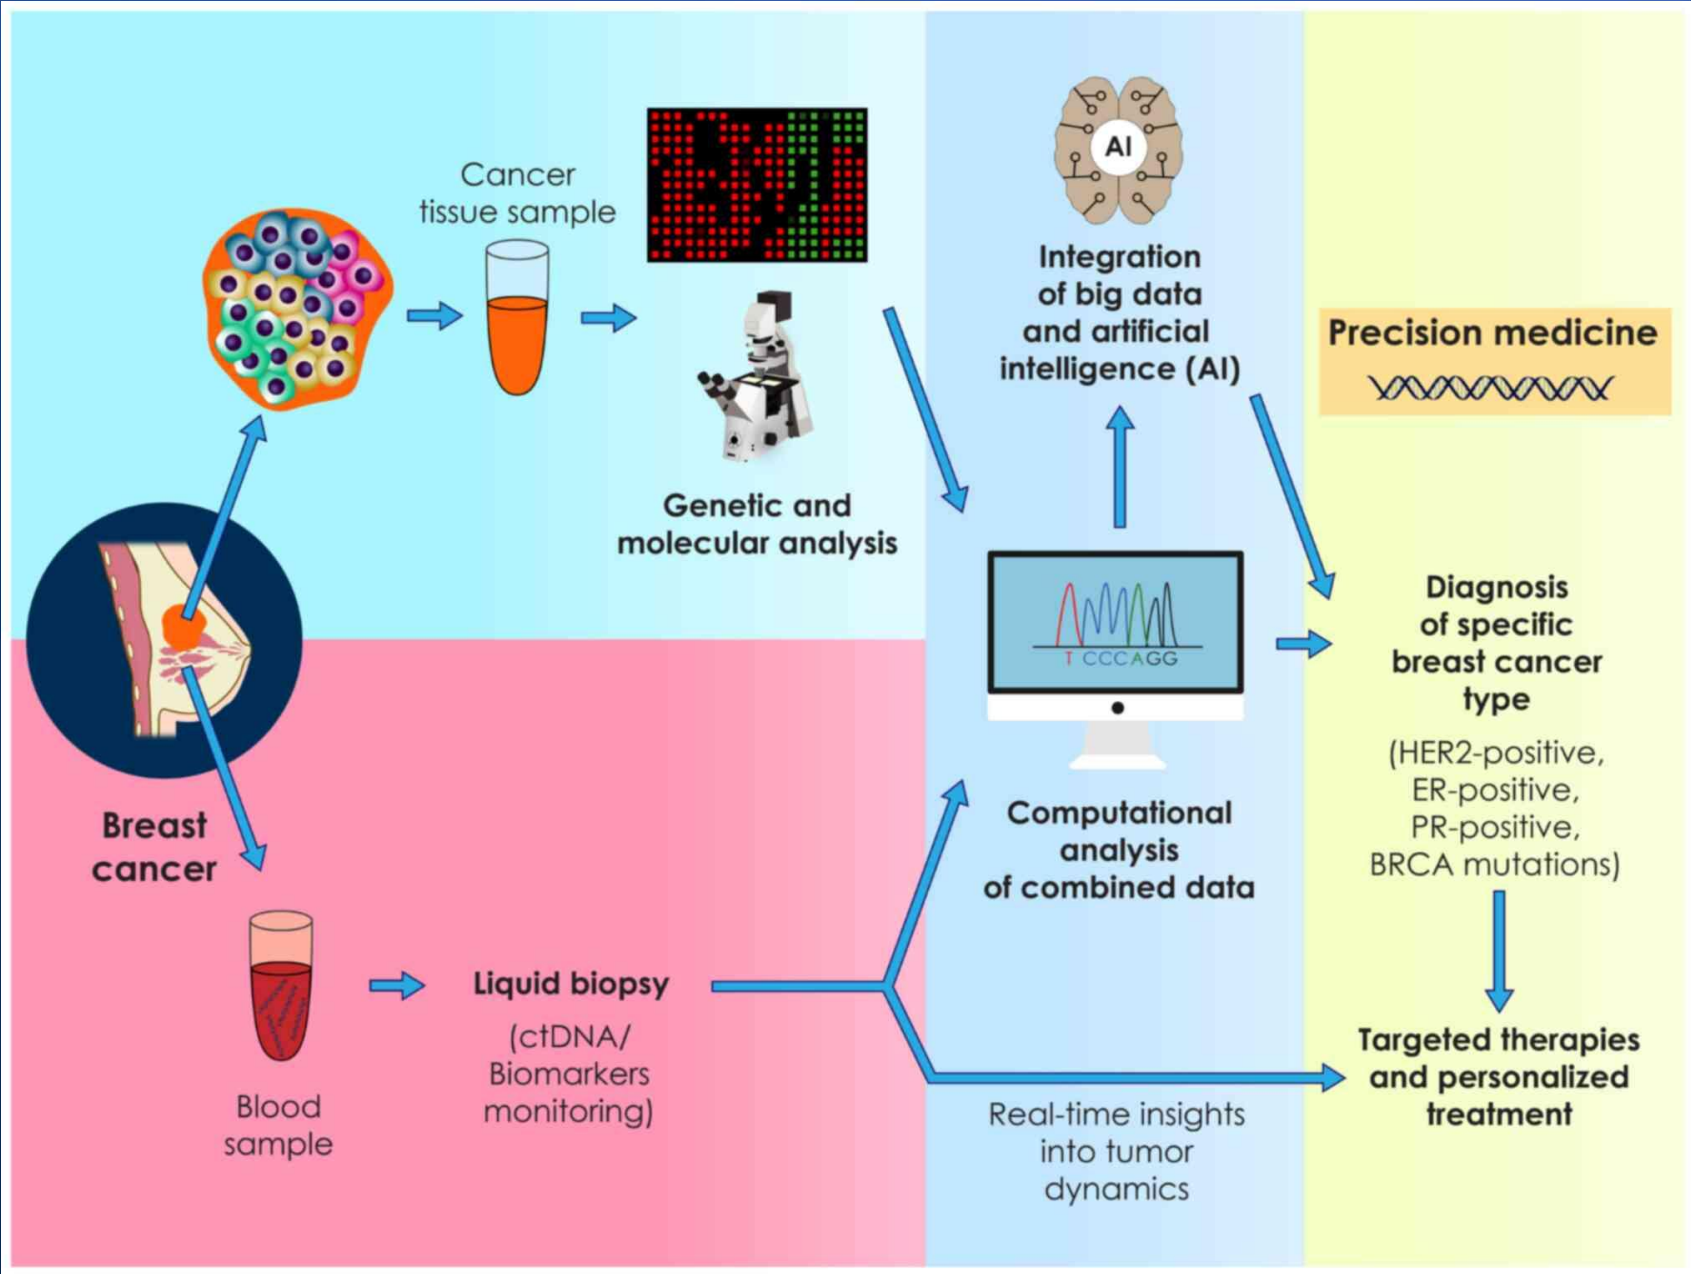 Cancer
tissue sample
Genetic and
molecular analysis
Breast
cancer
Blood
sample
Liquid biopsy
(ctDNA/
Biomarkers
monitoring)
AI
Integration
of big data
and artificial
intelligence (AI)
T CCCAGG
Computational
analysis
of combined data
Real-time insights
into tumor
dynamics
Precision medicine
Diagnosis
of specific
breast cancer
type
(HER2-positive,
ER-positive,
PR-positive,
BRCA mutations)
Targeted therapies
and personalized
treatment